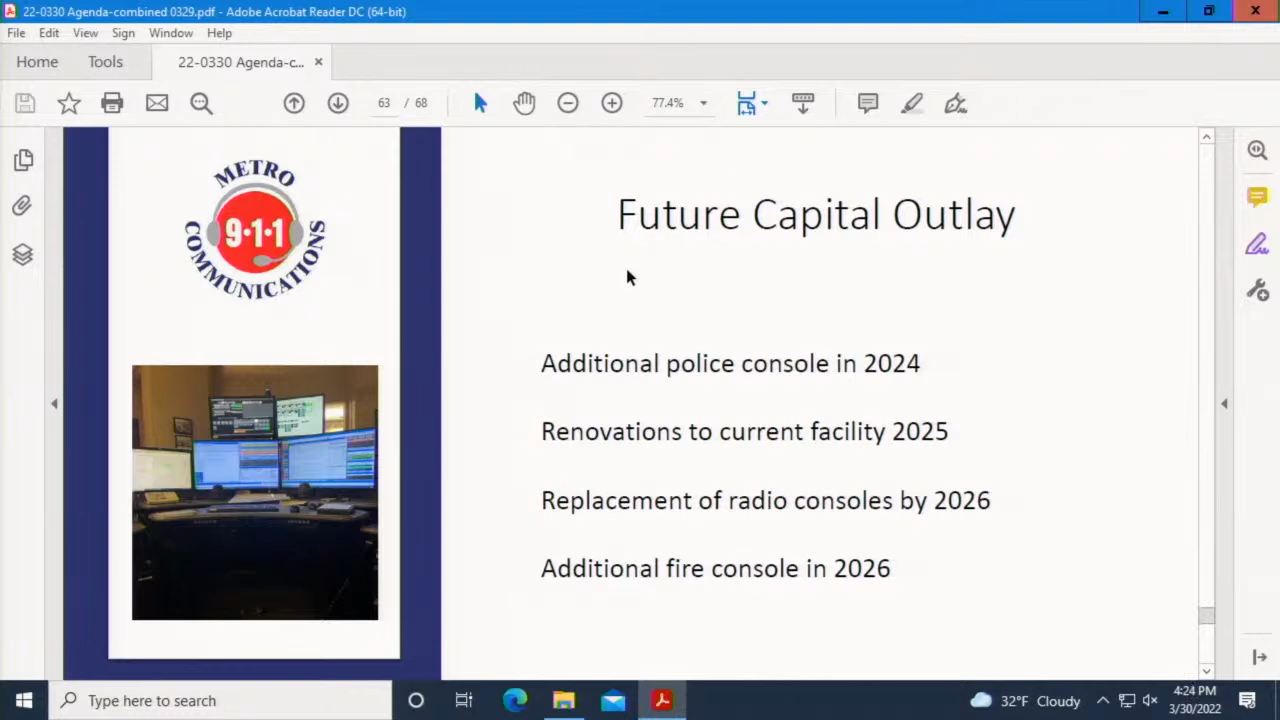 22-0330 Agenda-combined 0329.pdf - Adobe Acrobat Reader DC (64-bit)
File Edit View Sign Window Help
Home Tools 22-0330 Agenda-c...
63 / 68 77.4%
METRO
9·1·1
COMMUNICATIONS
Future Capital Outlay
Additional police console in 2024
Renovations to current facility 2025
Replacement of radio consoles by 2026
Additional fire console in 2026
Type here to search
32°F Cloudy
4:24 PM
3/30/2022